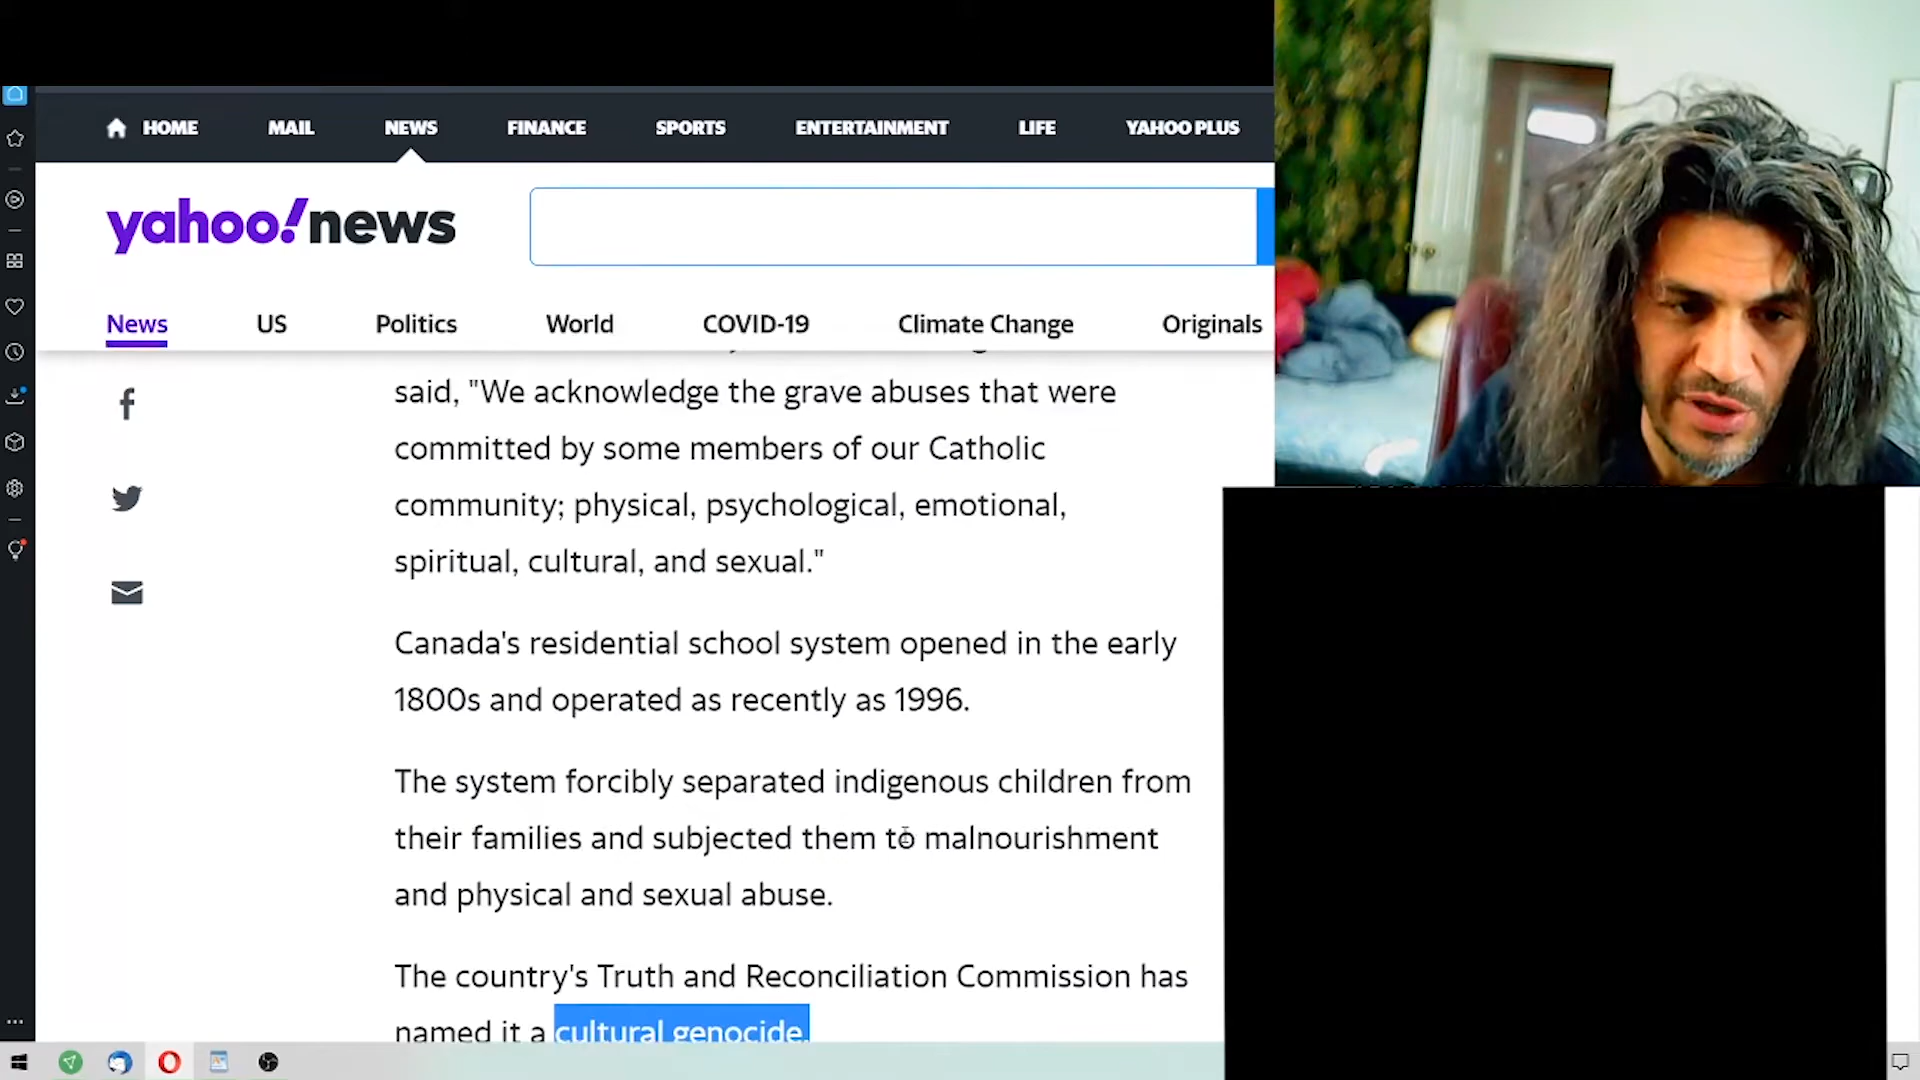 HOME MAIL NEWS FINANCE SPORTS ENTERTAINMENT LIFE YAHOO PLUS
yahoo!news
News US Politics World COVID-19 Climate Change Originals
said, "We acknowledge the grave abuses that were
committed by some members of our Catholic
community; physical, psychological, emotional,
spiritual, cultural, and sexual."
Canada's residential school system opened in the early
1800s and operated as recently as 1996.
The system forcibly separated indigenous children from
their families and subjected them to malnourishment
and physical and sexual abuse.
The country's Truth and Reconciliation Commission has
named it a cultural genocide.